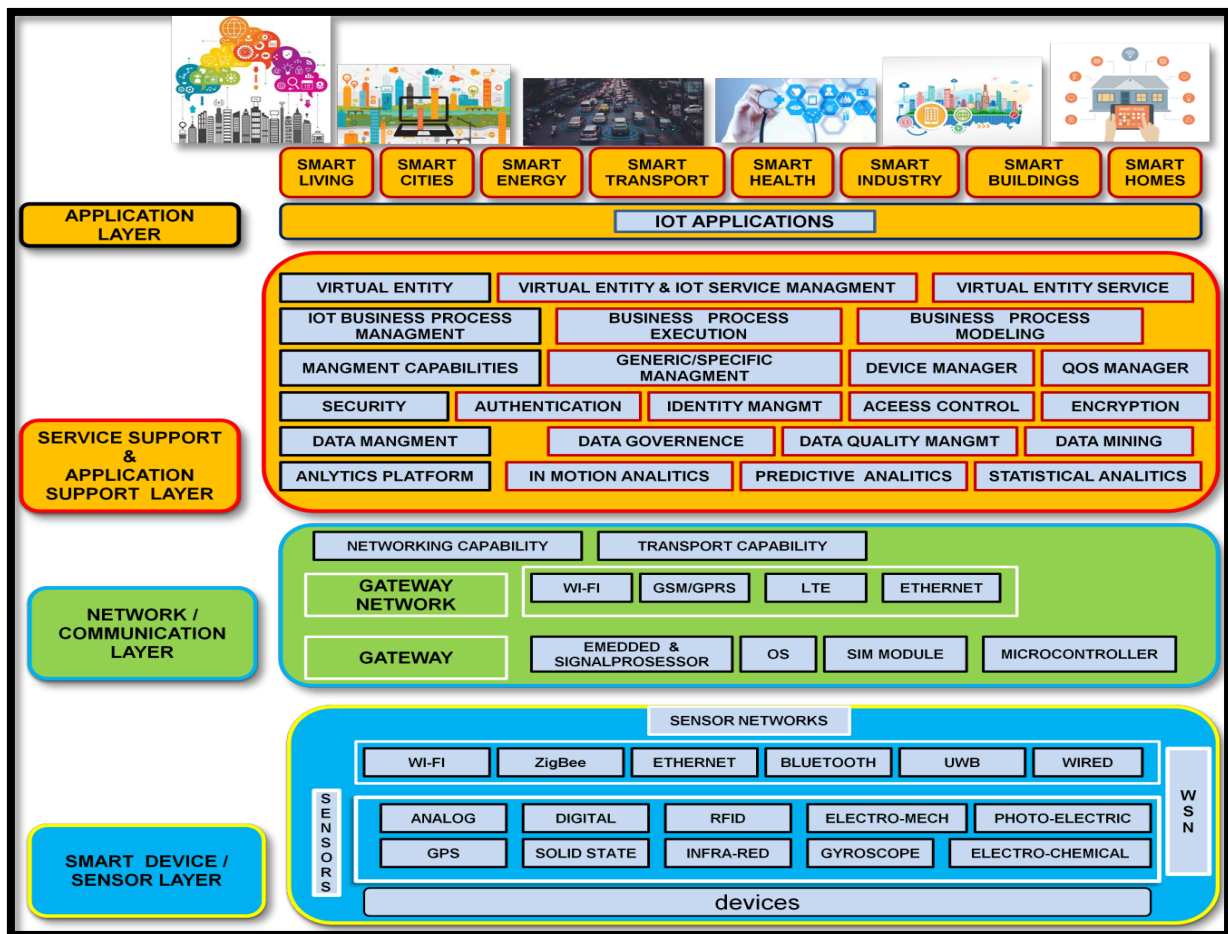 SMART LIVING
SMART CITIES
SMART ENERGY
SMART TRANSPORT
SMART HEALTH
SMART INDUSTRY
SMART BUILDINGS
SMART HOMES
APPLICATION
LAYER
IOT APPLICATIONS
VIRTUAL ENTITY
VIRTUAL ENTITY & IOT SERVICE MANAGMENT
VIRTUAL ENTITY SERVICE
IOT BUSINESS PROCESS
MANAGMENT
BUSINESS PROCESS
EXECUTION
BUSINESS PROCESS
MODELING
MANGMENT CAPABILITIES
GENERIC/SPECIFIC
MANAGMENT
DEVICE MANAGER
QOS MANAGER
SECURITY
AUTHENTICATION
IDENTITY MANGMT
ACEESS CONTROL
ENCRYPTION
SERVICE SUPPORT
&
APPLICATION
SUPPORT LAYER
DATA MANGMENT
DATA GOVERNENCE
DATA QUALITY MANGMT
DATA MINING
ANLYTICS PLATFORM
IN MOTION ANALITICS
PREDICTIVE ANALITICS
STATISTICAL ANALITICS
NETWORKING CAPABILITY
TRANSPORT CAPABILITY
GATEWAY
NETWORK
WI-FI
GSM/GPRS
LTE
ETHERNET
NETWORK /
COMMUNICATION
LAYER
GATEWAY
EMEDDED &
SIGNALPROSESSOR
OS
SIM MODULE
MICROCONTROLLER
SENSOR NETWORKS
WI-FI
ZigBee
ETHERNET
BLUETOOTH
UWB
WIRED
SENSORS
WSN
ANALOG
DIGITAL
RFID
ELECTRO-MECH
PHOTO-ELECTRIC
GPS
SOLID STATE
INFRA-RED
GYROSCOPE
ELECTRO-CHEMICAL
SMART DEVICE /
SENSOR LAYER
devices